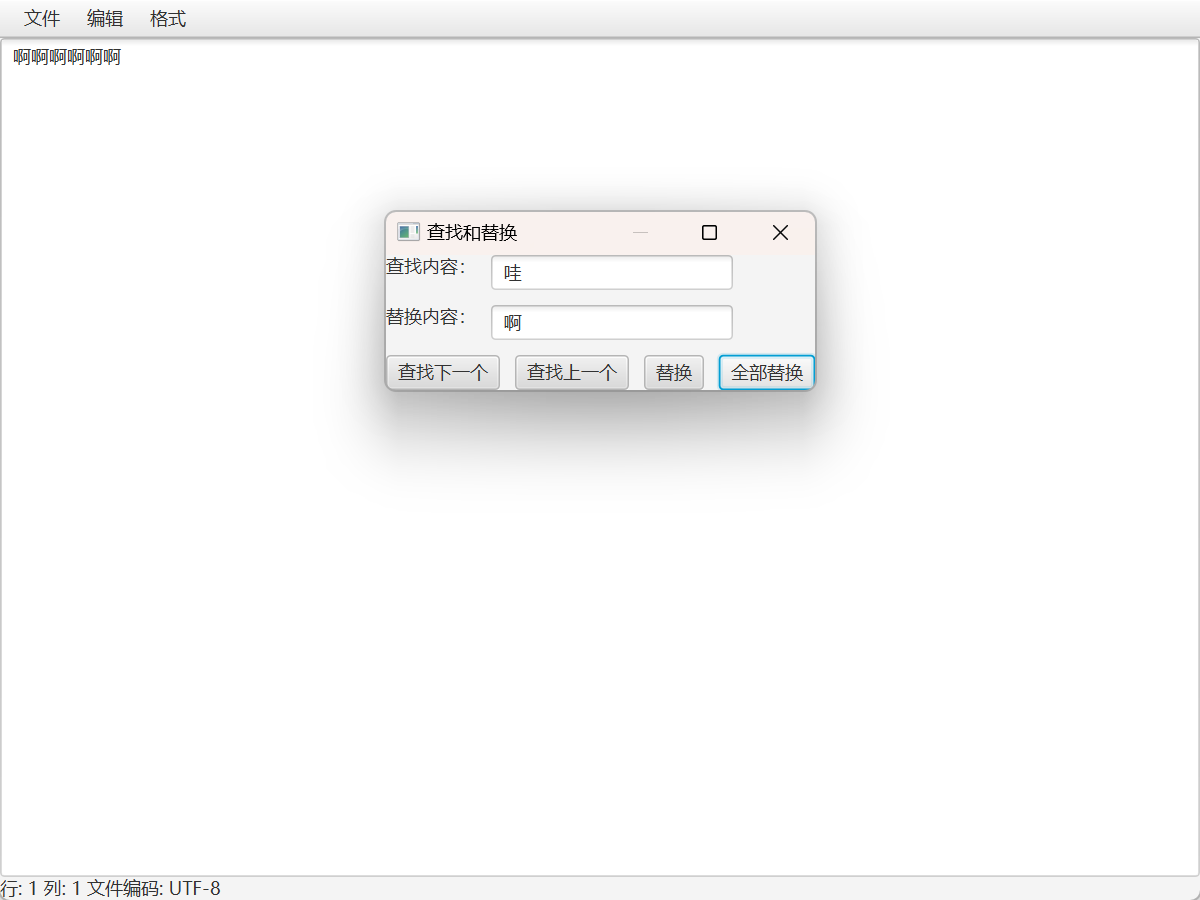 文件 编辑 格式
啊啊啊啊啊啊
查找和替换
查找内容： 哇
替换内容： 啊
查找下一个 查找上一个 替换 全部替换
行: 1 列: 1 文件编码: UTF-8